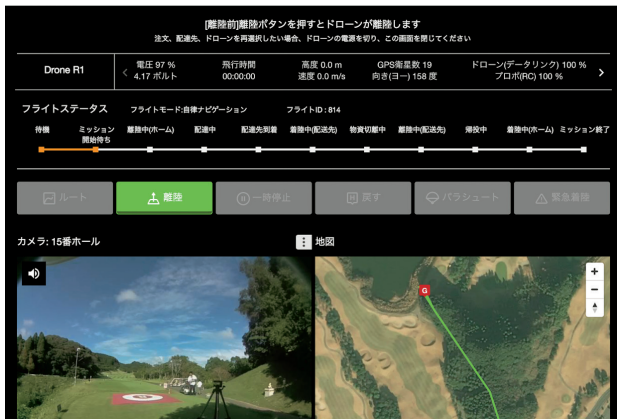 [離陸前]離陸ボタンを押すとドローンが離陸します
注文、配達先、ドローンを再選択したい場合、ドローンの電源を切り、この画面を閉じてください
Drone R1
電圧 97 %
4.17 ボルト
飛行時間
00:00:00
高度 0.0 m
速度 0.0 m/s
GPS衛星数 19
向き(ヨー) 158 度
ドローン(データリンク) 100 %
プロポ(RC) 100 %
フライトステータス
フライトモード:自律ナビゲーション
フライトID : 814
待機
ミッション
開始待ち
離陸中(ホーム)
配達中
配達先到着
着陸中(配送先)
物資切離中
離陸中(配送先)
帰投中
着陸中(ホーム)
ミッション終了
ルート
離陸
一時停止
戻す
パラシュート
緊急着陸
カメラ: 15番ホール
地図
G